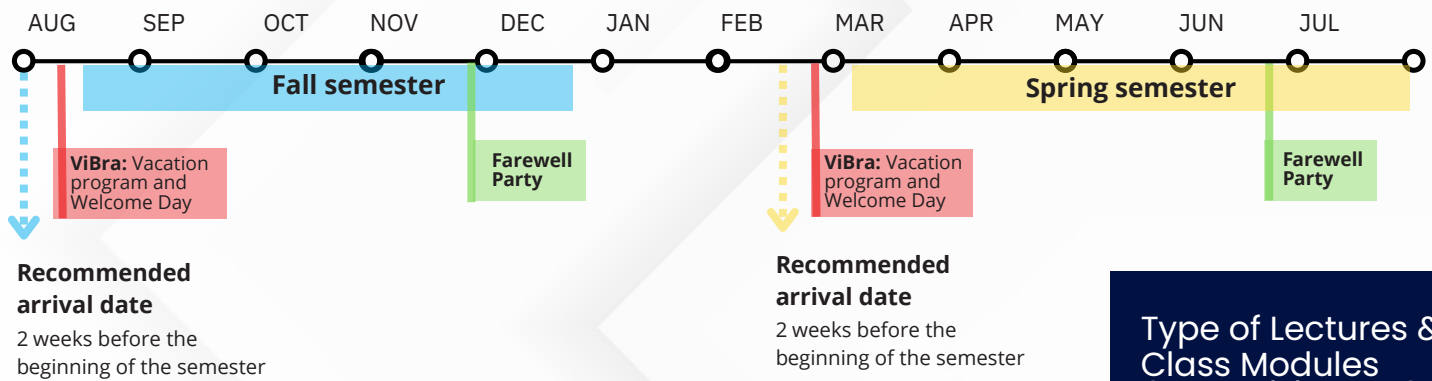 AUG SEP OCT NOV DEC JAN FEB MAR APR MAY JUN JUL
Fall semester
Spring semester
ViBra: Vacation
program and
Welcome Day
Farewell
Party
ViBra: Vacation
program and
Welcome Day
Farewell
Party
Recommended
arrival date
2 weeks before the
beginning of the semester
Recommended
arrival date
2 weeks before the
beginning of the semester
Type of Lectures &
Class Modules